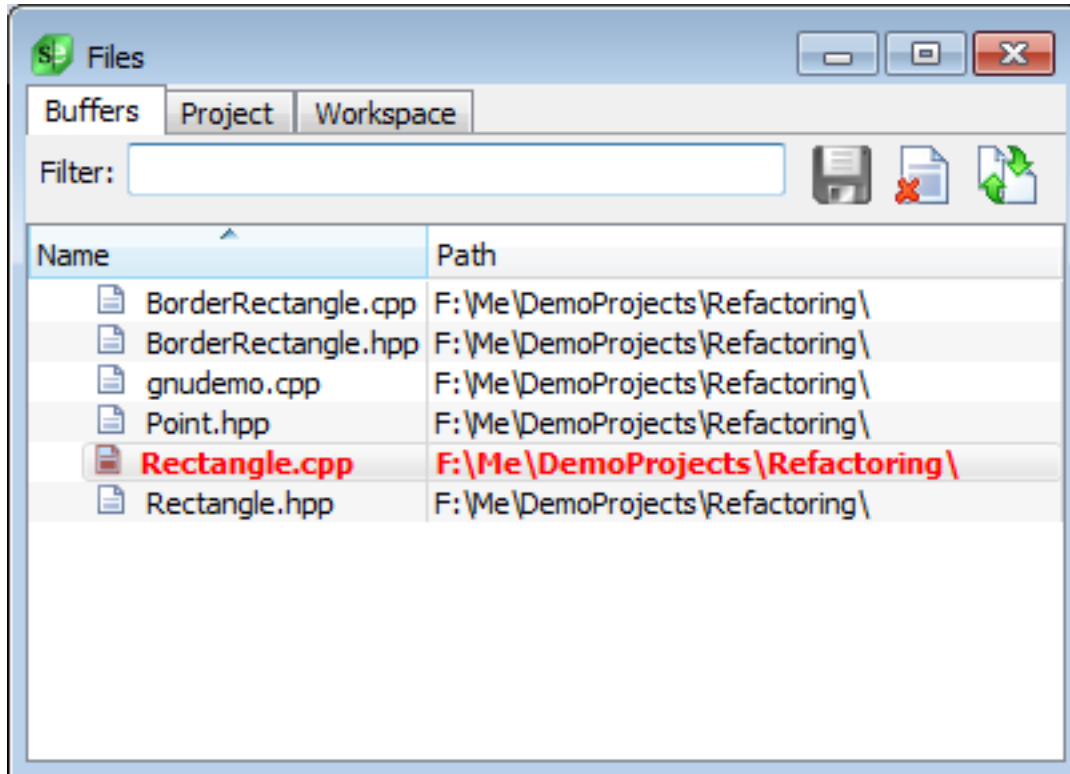 Se Files
Buffers Project Workspace
Filter:
Name Path
BorderRectangle.cpp F:\Me\DemoProjects\Refactoring\
BorderRectangle.hpp F:\Me\DemoProjects\Refactoring\
gnudemo.cpp F:\Me\DemoProjects\Refactoring\
Point.hpp F:\Me\DemoProjects\Refactoring\
Rectangle.cpp F:\Me\DemoProjects\Refactoring\
Rectangle.hpp F:\Me\DemoProjects\Refactoring\